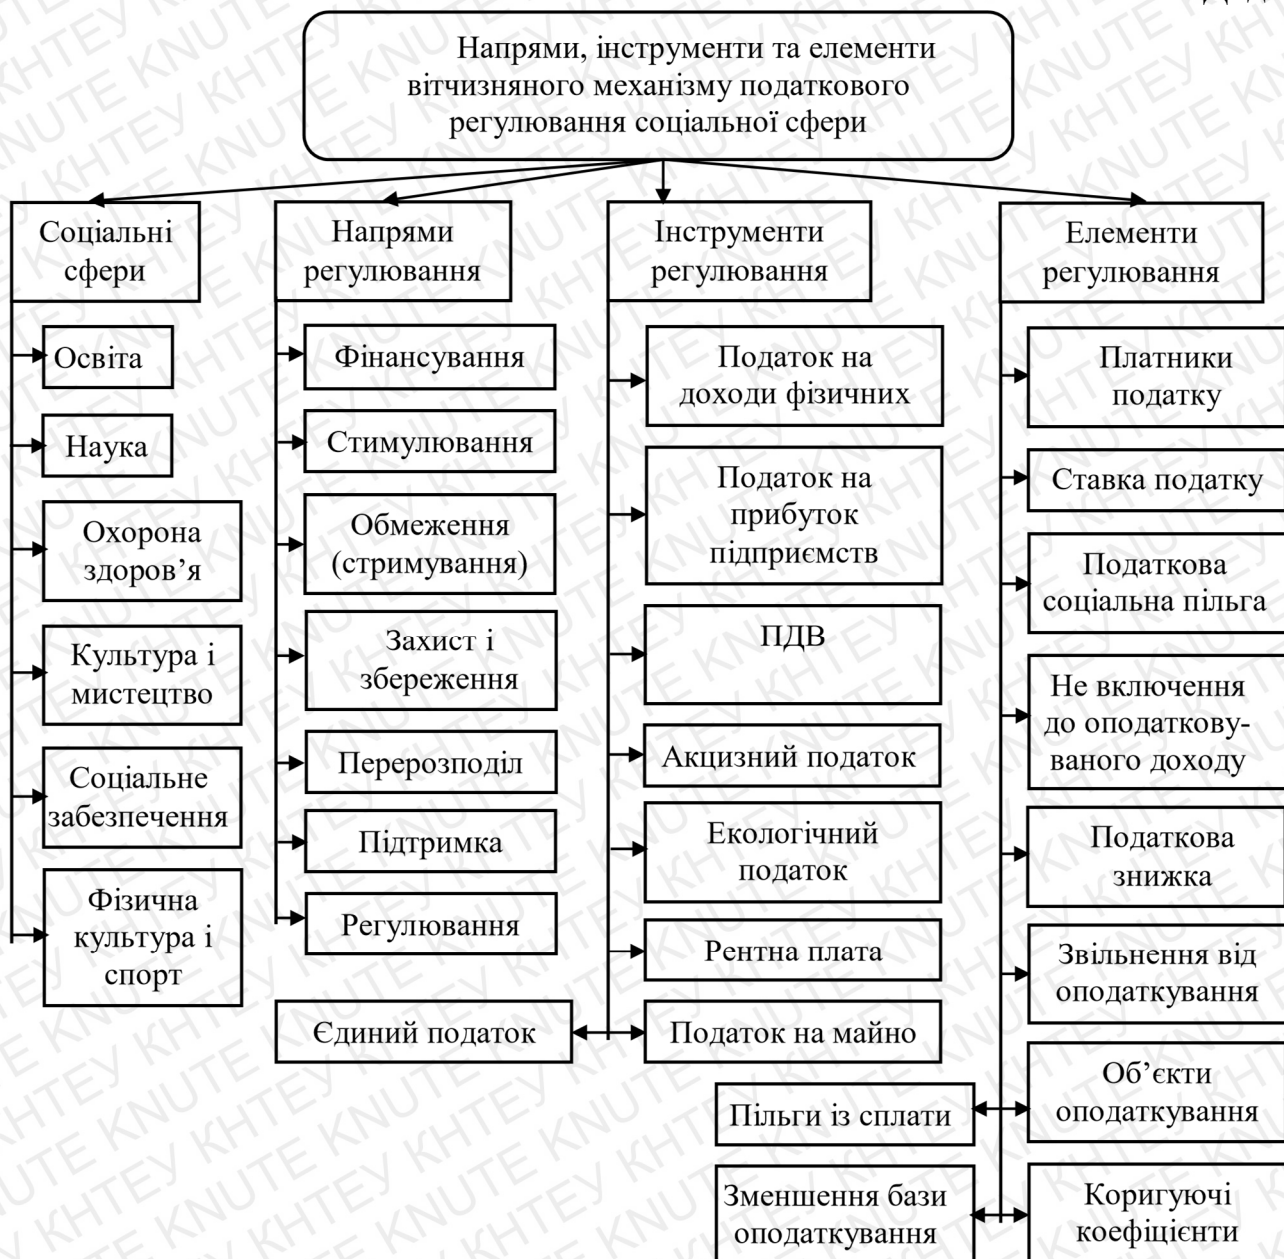 Напрями, інструменти та елементи
вітчизняного механізму податкового
регулювання соціальної сфери
Соціальні
сфери
Освіта
Наука
Охорона
здоров’я
Культура і
мистецтво
Соціальне
забезпечення
Фізична
культура і
спорт
Напрями
регулювання
Фінансування
Стимулювання
Обмеження
(стримування)
Захист і
збереження
Перерозподіл
Підтримка
Регулювання
Інструменти
регулювання
Податок на
доходи фізичних
Податок на
прибуток
підприємств
ПДВ
Акцизний податок
Екологічний
податок
Рентна плата
Єдиний податок
Податок на майно
Елементи
регулювання
Платники
податку
Ставка податку
Податкова
соціальна пільга
Не включення
до оподаткову-
ваного доходу
Податкова
знижка
Звільнення від
оподаткування
Об’єкти
оподаткування
Пільги із сплати
Зменшення бази
оподаткування
Коригуючі
коефіцієнти